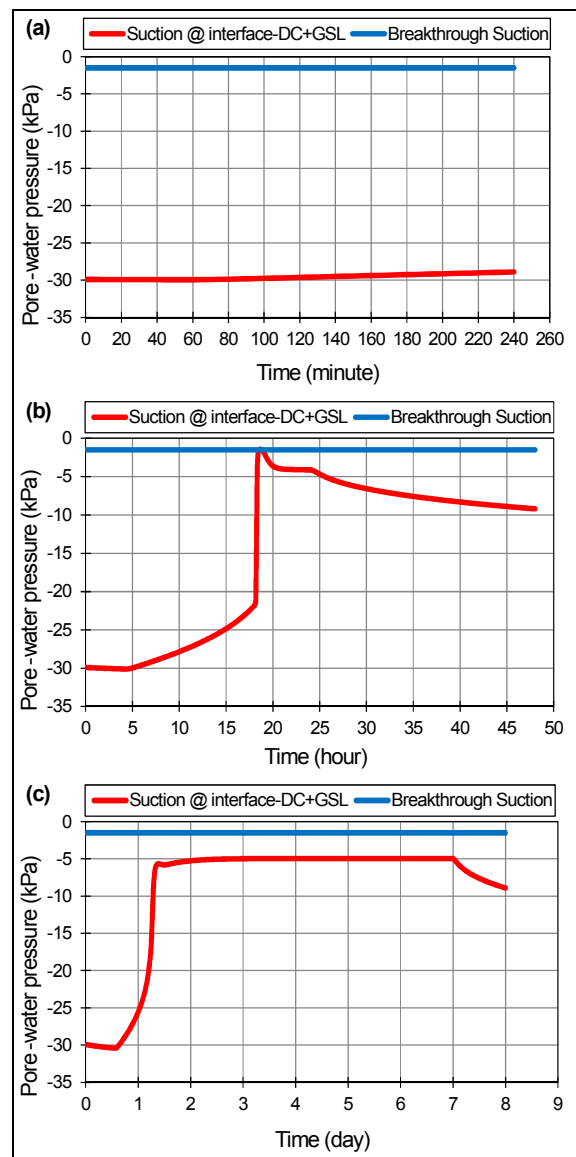 (a)
Suction @ interface-DC+GSL Breakthrough Suction
0
-5
-10
-15
-20
-25
-30
-35
Pore-water pressure (kPa)
0 20 40 60 80 100 120 140 160 180 200 220 240 260
Time (minute)
(b)
Suction @ interface-DC+GSL Breakthrough Suction
0
-5
-10
-15
-20
-25
-30
-35
Pore-water pressure (kPa)
0 5 10 15 20 25 30 35 40 45 50
Time (hour)
(c)
Suction @ interface-DC+GSL Breakthrough Suction
0
-5
-10
-15
-20
-25
-30
-35
Pore-water pressure (kPa)
0 1 2 3 4 5 6 7 8 9
Time (day)